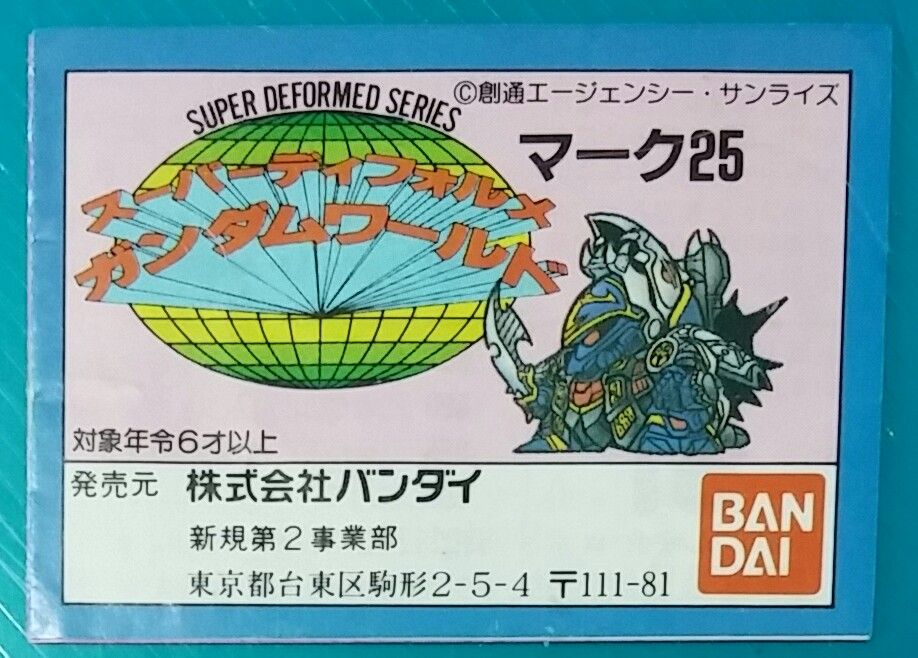 SUPER DEFORMED SERIES
©創通エージェンシー・サンライズ
マーク25
スーパーディフォルメ
ガンダムワールド
対象年令6才以上
発売元 株式会社バンダイ
新規第2事業部
東京都台東区駒形2-5-4 〒111-81
BAN
DAI